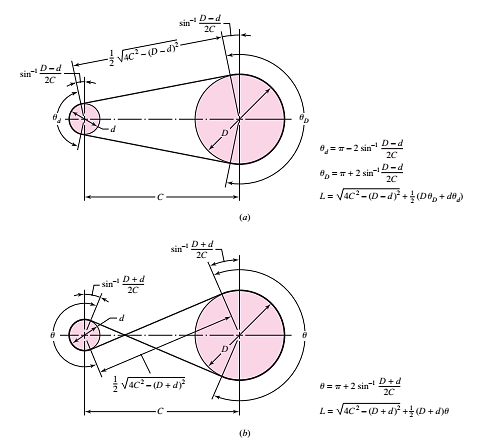 sin⁻¹ (D − d)/2C
½ √(4C² − (D − d)²)
sin⁻¹ (D − d)/2C
θ_d
d
D
θ_D
C
θ_d = π − 2 sin⁻¹ (D − d)/2C
θ_D = π + 2 sin⁻¹ (D − d)/2C
L = √(4C² − (D − d)²) + ½ (Dθ_D + dθ_d)
(a)
sin⁻¹ (D + d)/2C
sin⁻¹ (D + d)/2C
d
θ
D
θ
½ √(4C² − (D + d)²)
C
θ = π + 2 sin⁻¹ (D + d)/2C
L = √(4C² − (D + d)²) + ½ (D + d)θ
(b)